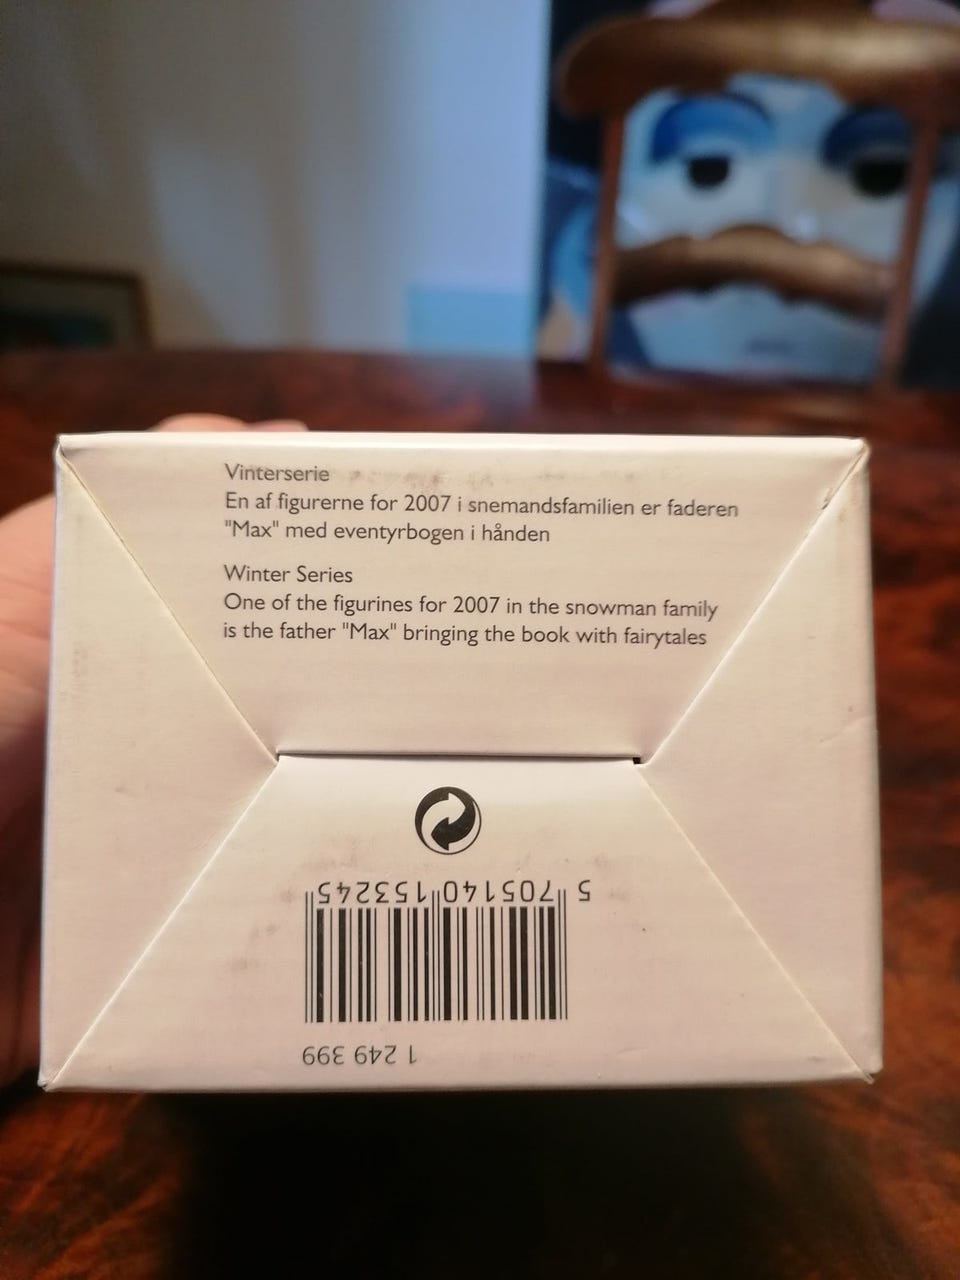 Vinterserie
En af figurerne for 2007 i snemandsfamilien er faderen
"Max" med eventyrbogen i hånden
Winter Series
One of the figurines for 2007 in the snowman family
is the father "Max" bringing the book with fairytales
5 705140 153245
1 249 399